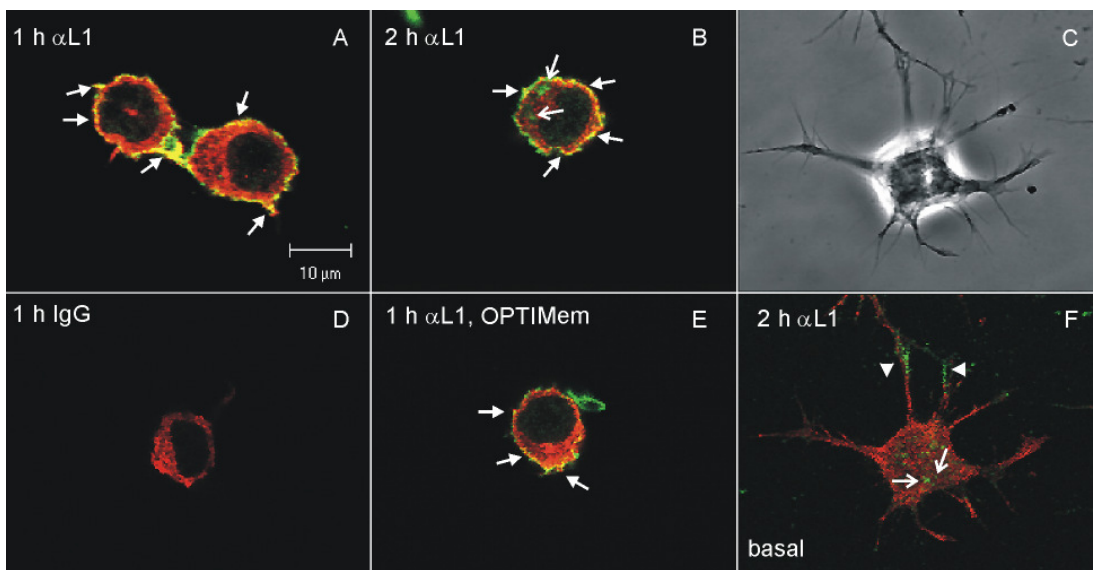 1 h αL1
A
2 h αL1
B
C
10 μm
1 h IgG
D
1 h αL1, OPTIMem
E
2 h αL1
F
basal